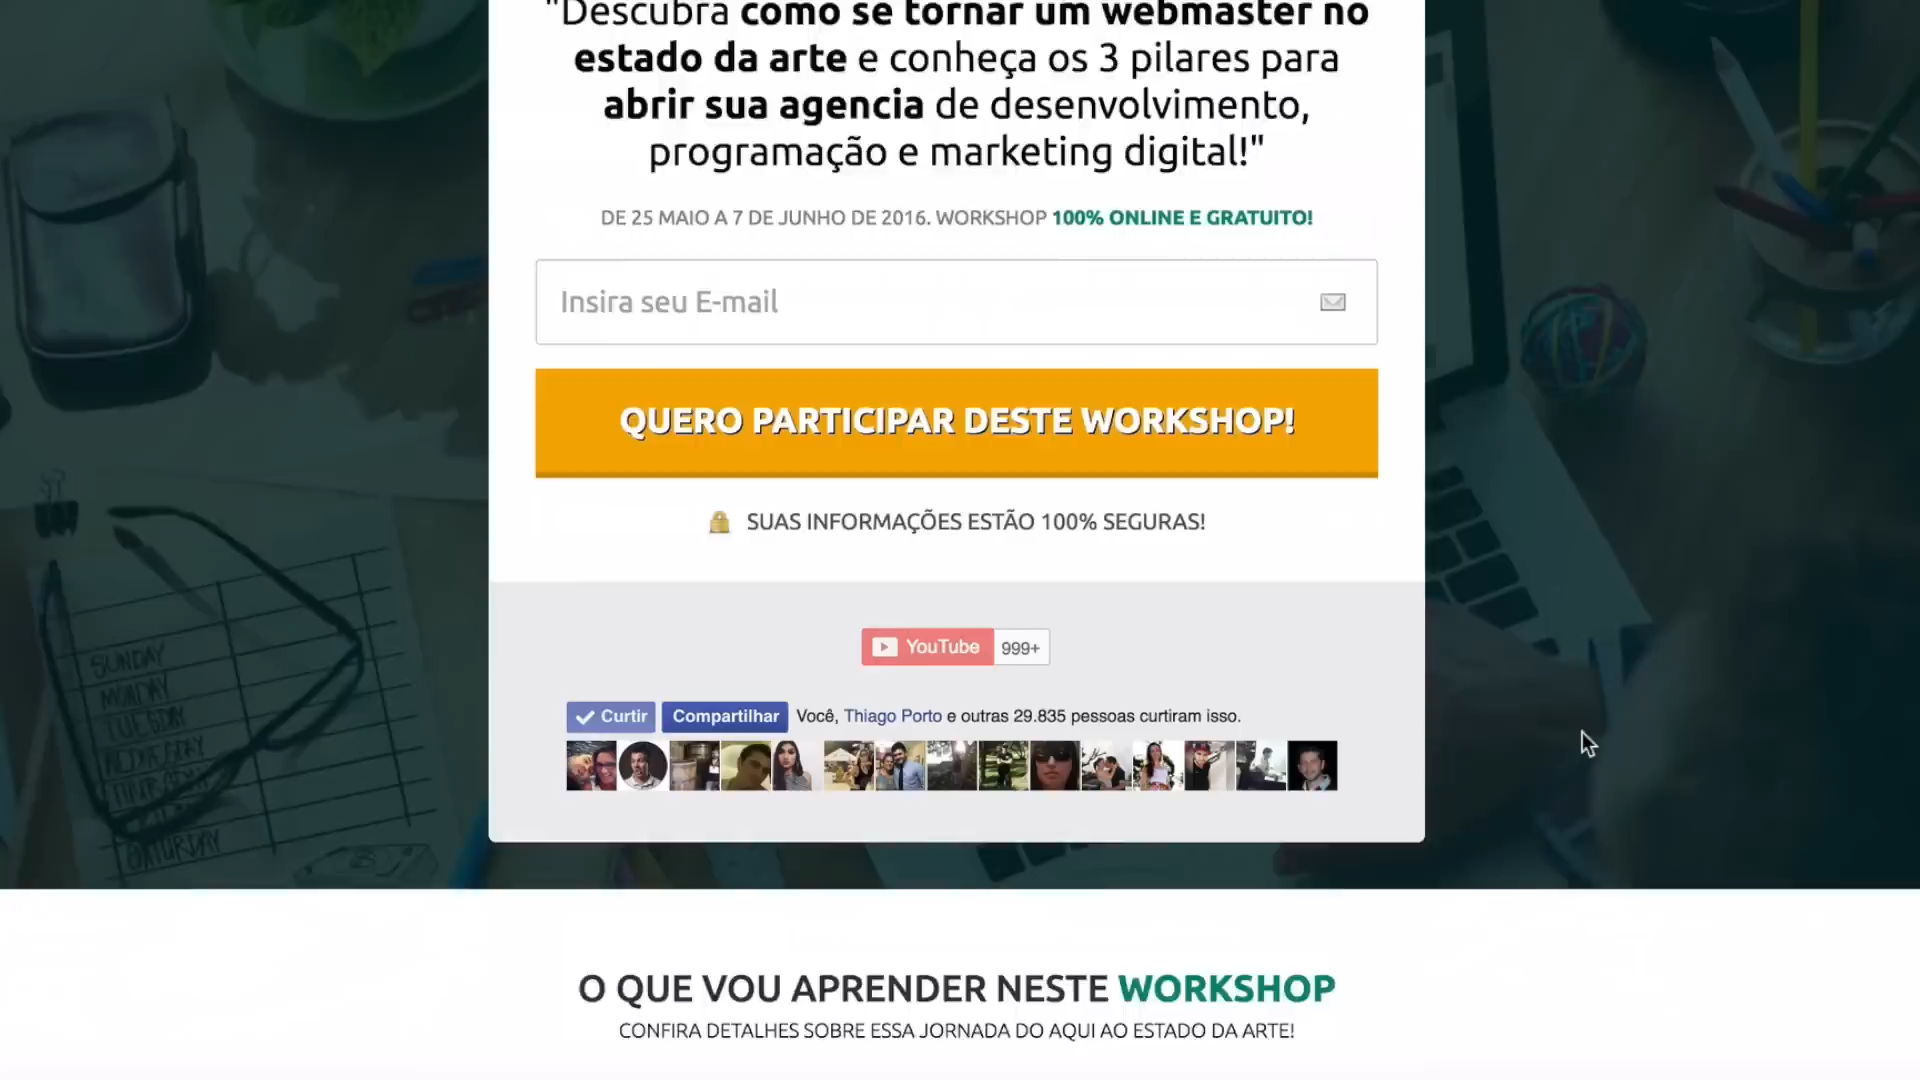 "Descubra como se tornar um webmaster no
estado da arte e conheça os 3 pilares para
abrir sua agencia de desenvolvimento,
programação e marketing digital!"
DE 25 MAIO A 7 DE JUNHO DE 2016. WORKSHOP 100% ONLINE E GRATUITO!
Insira seu E-mail
QUERO PARTICIPAR DESTE WORKSHOP!
SUAS INFORMAÇÕES ESTÃO 100% SEGURAS!
YouTube 999+
Curtir Compartilhar Você, Thiago Porto e outras 29.835 pessoas curtiram isso.
SUNDAY
MONDAY
TUESDAY
O QUE VOU APRENDER NESTE WORKSHOP
CONFIRA DETALHES SOBRE ESSA JORNADA DO AQUI AO ESTADO DA ARTE!